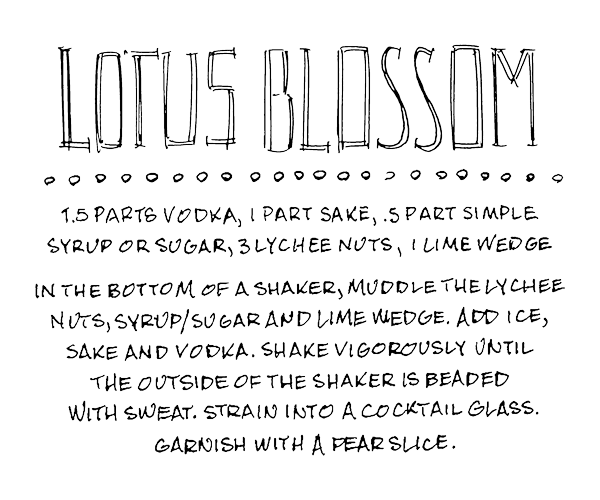 LOTUS BLOSSOM
1.5 PARTS VODKA, 1 PART SAKE, .5 PART SIMPLE
SYRUP OR SUGAR, 3 LYCHEE NUTS, 1 LIME WEDGE
IN THE BOTTOM OF A SHAKER, MUDDLE THE LYCHEE
NUTS, SYRUP/SUGAR AND LIME WEDGE. ADD ICE,
SAKE AND VODKA. SHAKE VIGOROUSLY UNTIL
THE OUTSIDE OF THE SHAKER IS BEADED
WITH SWEAT. STRAIN INTO A COCKTAIL GLASS.
GARNISH WITH A PEAR SLICE.